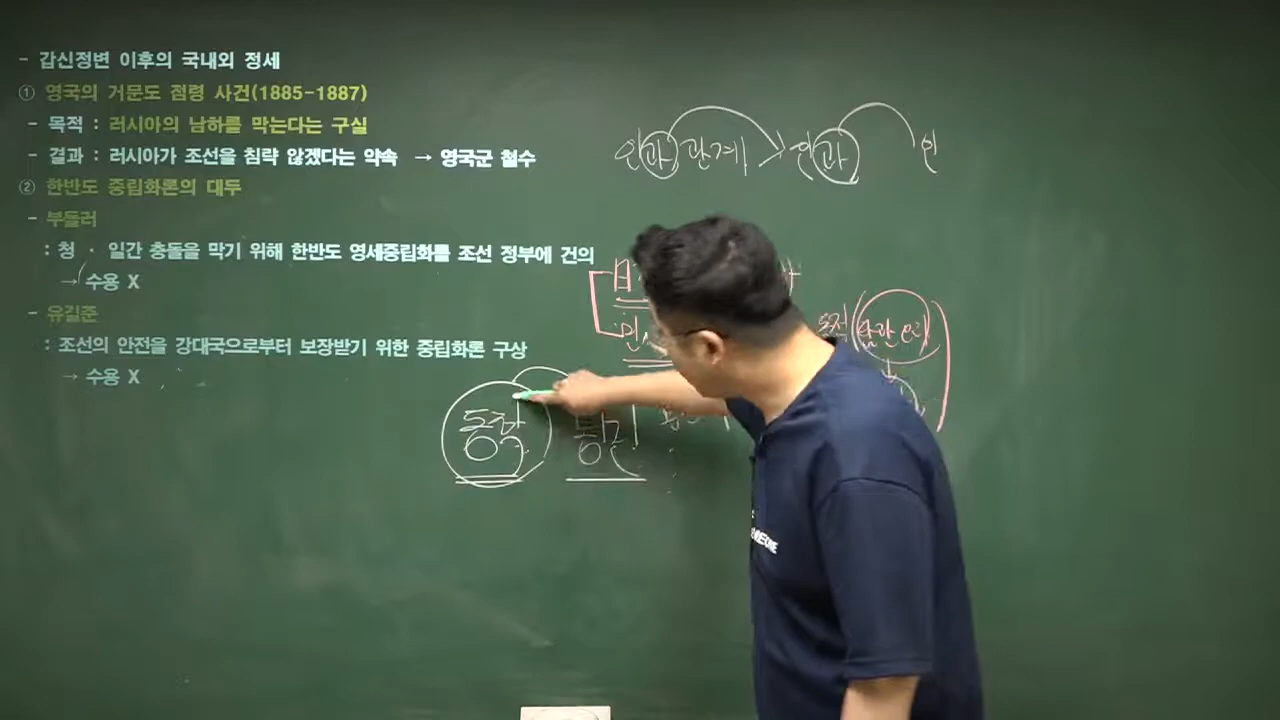 - 갑신정변 이후의 국내외 정세
① 영국의 거문도 점령 사건(1885-1887)
- 목적 : 러시아의 남하를 막는다는 구실
- 결과 : 러시아가 조선을 침략 않겠다는 약속 → 영국군 철수
② 한반도 중립화론의 대두
- 부들러
: 청 · 일간 충돌을 막기 위해 한반도 영세중립화를 조선 정부에 건의
→ 수용 X
- 유길준
: 조선의 안전을 강대국으로부터 보장받기 위한 중립화론 구상
→ 수용 X
인과관계 → 인과 인